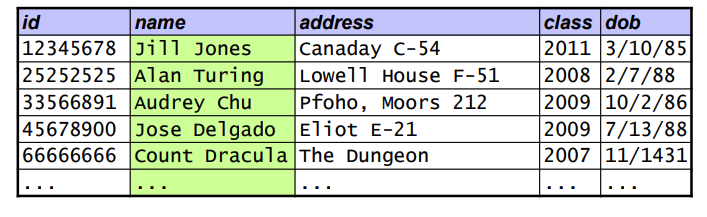 id name address class dob
12345678 Jill Jones Canaday C-54 2011 3/10/85
25252525 Alan Turing Lowell House F-51 2008 2/7/88
33566891 Audrey Chu Pfoho, Moors 212 2009 10/2/86
45678900 Jose Delgado Eliot E-21 2009 7/13/88
66666666 Count Dracula The Dungeon 2007 11/1431
... ... ... ... ...